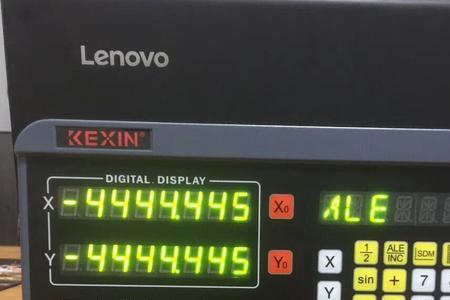 Lenovo
KEXIN®
DIGITAL. DISPLAY
X -4444.445 X0 ALE
Y -4444.445 Y0 X 1/2 ALE INC SDM
Y sin + 7